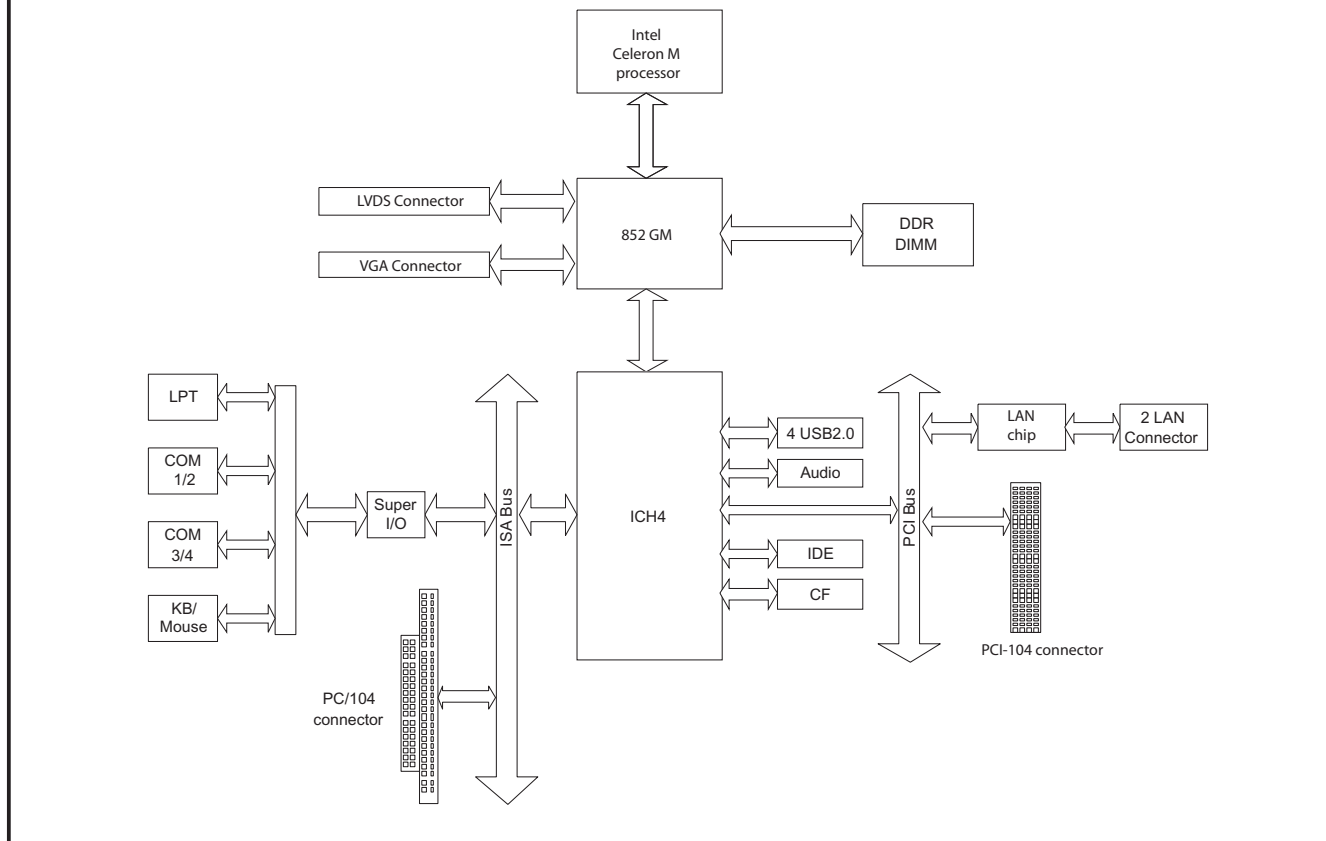 Intel
Celeron M
processor
LVDS Connector
852 GM
DDR
DIMM
VGA Connector
LPT
COM
1/2
COM
3/4
KB/
Mouse
Super
I/O
ISA Bus
ICH4
4 USB2.0
Audio
IDE
CF
PCI Bus
LAN
chip
2 LAN
Connector
PCI-104 connector
PC/104
connector